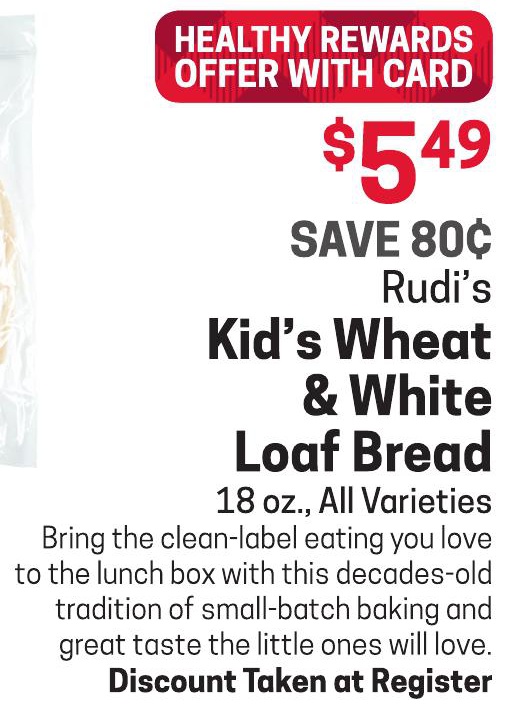 HEALTHY REWARDS
OFFER WITH CARD
$5 49
SAVE 80¢
Rudi's
Kid's Wheat
& White
Loaf Bread
18 oz., All Varieties
Bring the clean-label eating you love
to the lunch box with this decades-old
tradition of small-batch baking and
great taste the little ones will love.
Discount Taken at Register